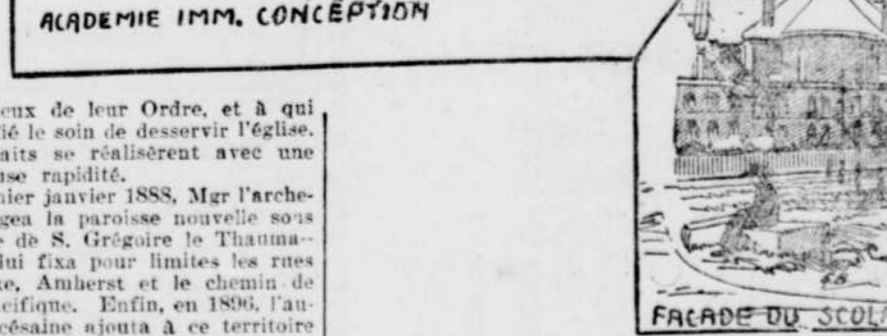 ACADEMIE IMM. CONCEPTION
eux de leur Ordre, et à qui
ié le soin de desservir l'église.
aits se réalisèrent avec une
use rapidité.
nier janvier 1888, Mgr l'arche-
gea la paroisse nouvelle sous
e de S. Grégoire le Thauma--
lui fixa pour limites les rues
ke, Amherst et le chemin de
cifique. Enfin, en 1896, l'au-
césaine ajouta à ce territoire
FACADE DU SCOL